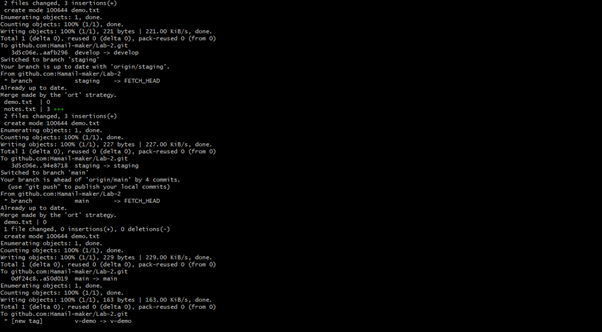 2 files changed, 3 insertions(+)
create mode 100644 demo.txt
Enumerating objects: 1, done.
Counting objects: 100% (1/1), done.
Writing objects: 100% (1/1), 221 bytes | 221.00 KiB/s, done.
Total 1 (delta 0), reused 0 (delta 0), pack-reused 0 (from 0)
To github.com:Hamail-maker/Lab-2.git
3d5c06e..aafb296  develop -> develop
Switched to branch 'staging'
Your branch is up to date with 'origin/staging'.
From github.com:Hamail-maker/Lab-2
* branch            staging    -> FETCH_HEAD
Already up to date.
Merge made by the 'ort' strategy.
demo.txt  | 0
notes.txt | 3 +++
2 files changed, 3 insertions(+)
create mode 100644 demo.txt
Enumerating objects: 1, done.
Counting objects: 100% (1/1), done.
Writing objects: 100% (1/1), 227 bytes | 227.00 KiB/s, done.
Total 1 (delta 0), reused 0 (delta 0), pack-reused 0 (from 0)
To github.com:Hamail-maker/Lab-2.git
3d5c06e..94e8718  staging -> staging
Switched to branch 'main'
Your branch is ahead of 'origin/main' by 4 commits.
(use "git push" to publish your local commits)
From github.com:Hamail-maker/Lab-2
* branch            main       -> FETCH_HEAD
Already up to date.
Merge made by the 'ort' strategy.
demo.txt | 0
1 file changed, 0 insertions(+), 0 deletions(-)
create mode 100644 demo.txt
Enumerating objects: 1, done.
Counting objects: 100% (1/1), done.
Writing objects: 100% (1/1), 229 bytes | 229.00 KiB/s, done.
Total 1 (delta 0), reused 0 (delta 0), pack-reused 0 (from 0)
To github.com:Hamail-maker/Lab-2.git
0df24c8..a50d019  main -> main
Enumerating objects: 1, done.
Counting objects: 100% (1/1), done.
Writing objects: 100% (1/1), 163 bytes | 163.00 KiB/s, done.
Total 1 (delta 0), reused 0 (delta 0), pack-reused 0 (from 0)
To github.com:Hamail-maker/Lab-2.git
* [new tag]         v-demo -> v-demo